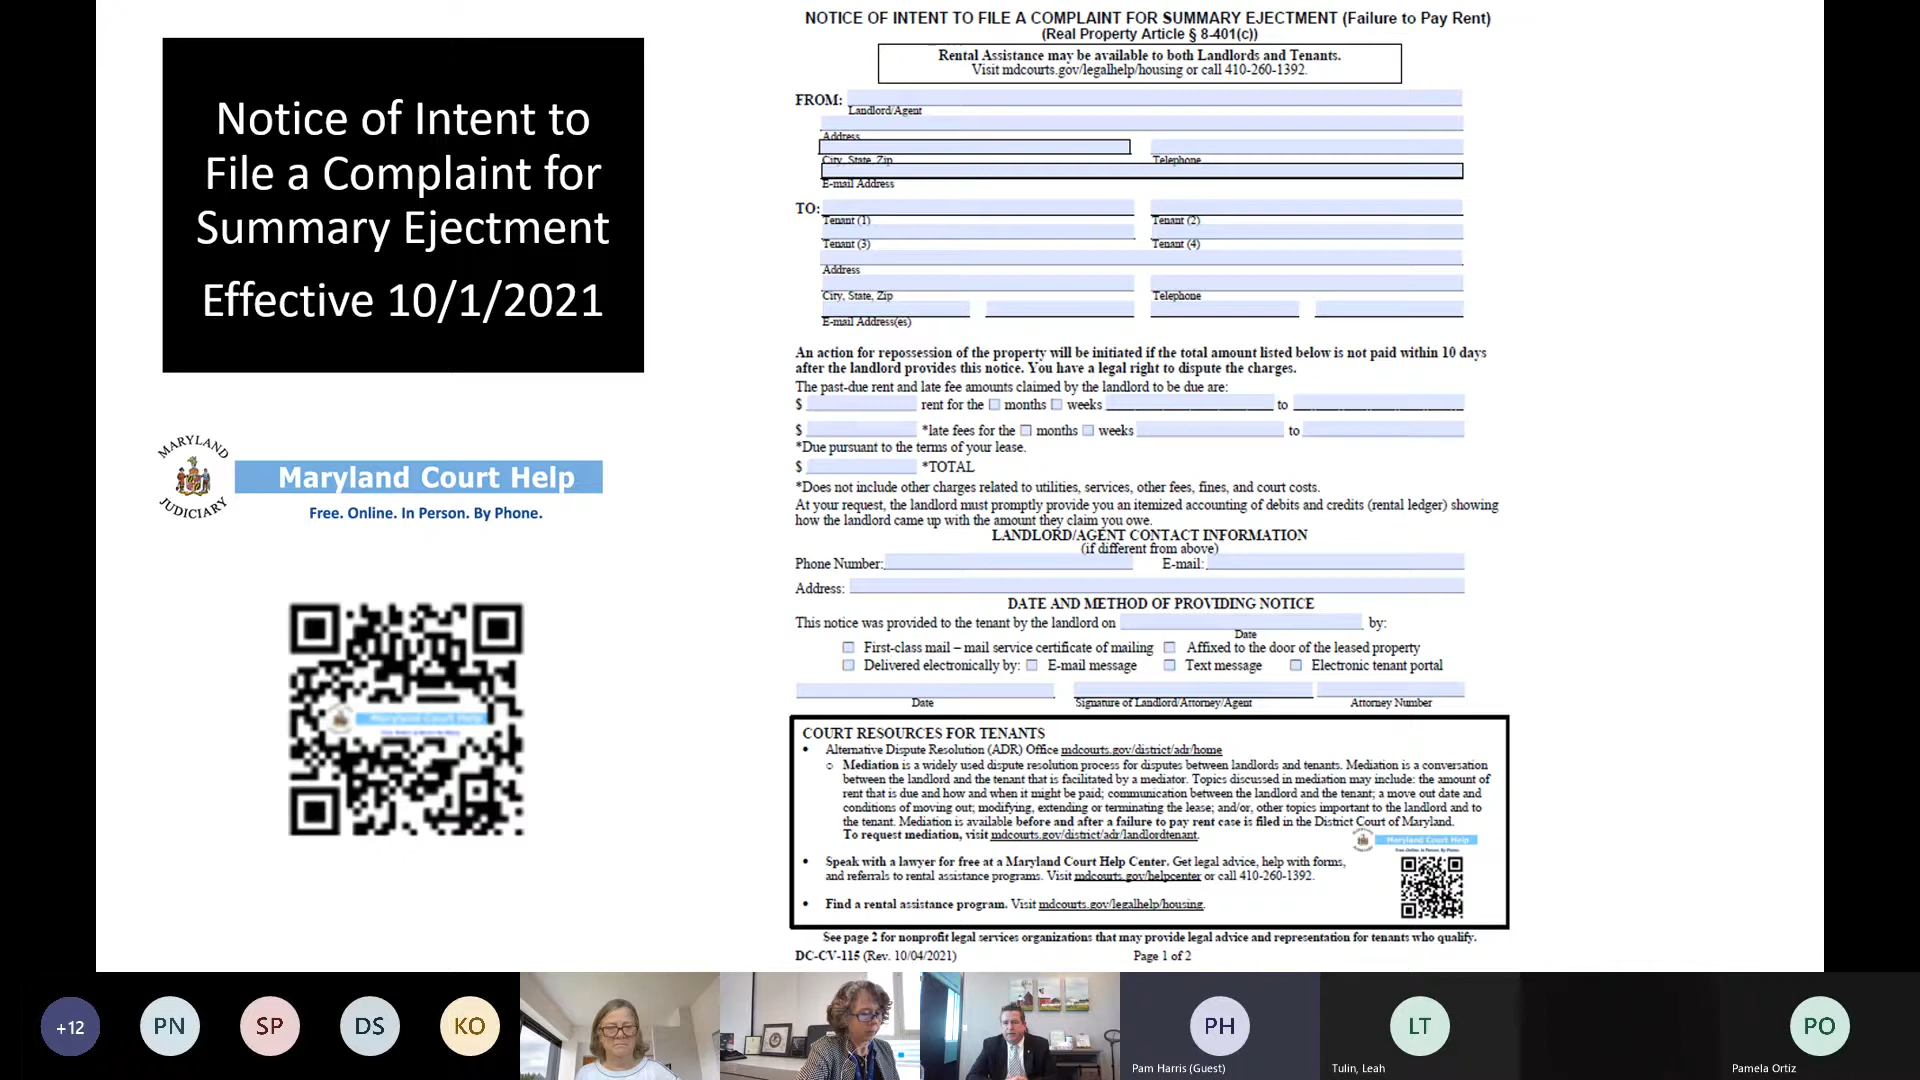 Notice of Intent to
File a Complaint for
Summary Ejectment
Effective 10/1/2021
MARYLAND
JUDICIARY
Maryland Court Help
Free. Online. In Person. By Phone.
Maryland Court Help
NOTICE OF INTENT TO FILE A COMPLAINT FOR SUMMARY EJECTMENT (Failure to Pay Rent)
(Real Property Article § 8-401(c))
Rental Assistance may be available to both Landlords and Tenants.
Visit mdcourts.gov/legalhelp/housing or call 410-260-1392.
FROM:
Landlord/Agent
Address
City, State, Zip Telephone
E-mail Address
TO:
Tenant (1) Tenant (2)
Tenant (3) Tenant (4)
Address
City, State, Zip Telephone
E-mail Address(es)
An action for repossession of the property will be initiated if the total amount listed below is not paid within 10 days
after the landlord provides this notice. You have a legal right to dispute the charges.
The past-due rent and late fee amounts claimed by the landlord to be due are:
$ rent for the months weeks to
$ *late fees for the months weeks to
*Due pursuant to the terms of your lease.
$ *TOTAL
*Does not include other charges related to utilities, services, other fees, fines, and court costs.
At your request, the landlord must promptly provide you an itemized accounting of debits and credits (rental ledger) showing
how the landlord came up with the amount they claim you owe.
LANDLORD/AGENT CONTACT INFORMATION
(if different from above)
Phone Number: E-mail:
Address:
DATE AND METHOD OF PROVIDING NOTICE
This notice was provided to the tenant by the landlord on by:
Date
First-class mail – mail service certificate of mailing Affixed to the door of the leased property
Delivered electronically by: E-mail message Text message Electronic tenant portal
Date Signature of Landlord/Attorney/Agent Attorney Number
COURT RESOURCES FOR TENANTS
• Alternative Dispute Resolution (ADR) Office mdcourts.gov/district/adr/home
○ Mediation is a widely used dispute resolution process for disputes between landlords and tenants. Mediation is a conversation
between the landlord and the tenant that is facilitated by a mediator. Topics discussed in mediation may include: the amount of
rent that is due and how and when it might be paid; communication between the landlord and the tenant; a move out date and
conditions of moving out; modifying, extending or terminating the lease; and/or, other topics important to the landlord and to
the tenant. Mediation is available before and after a failure to pay rent case is filed in the District Court of Maryland.
To request mediation, visit mdcourts.gov/district/adr/landlordtenant.
Maryland Court Help
Free. Online. In Person. By Phone.
• Speak with a lawyer for free at a Maryland Court Help Center. Get legal advice, help with forms,
and referrals to rental assistance programs. Visit mdcourts.gov/helpcenter or call 410-260-1392.
• Find a rental assistance program. Visit mdcourts.gov/legalhelp/housing.
See page 2 for nonprofit legal services organizations that may provide legal advice and representation for tenants who qualify.
DC-CV-115 (Rev. 10/04/2021) Page 1 of 2
+12 PN SP DS KO PH LT PO
Pam Harris (Guest) Tulin, Leah Pamela Ortiz